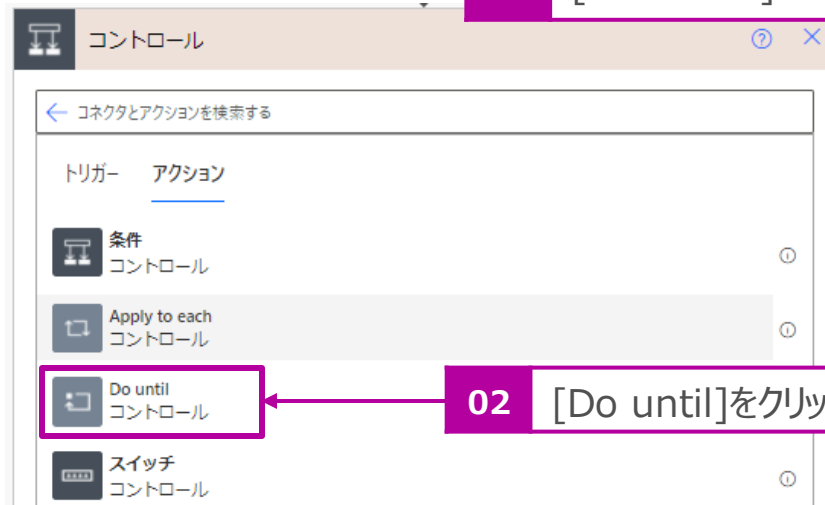 コントロール
コネクタとアクションを検索する
トリガー アクション
条件
コントロール
Apply to each
コントロール
Do until
コントロール
02 [Do until]をクリッ
スイッチ
コントロール